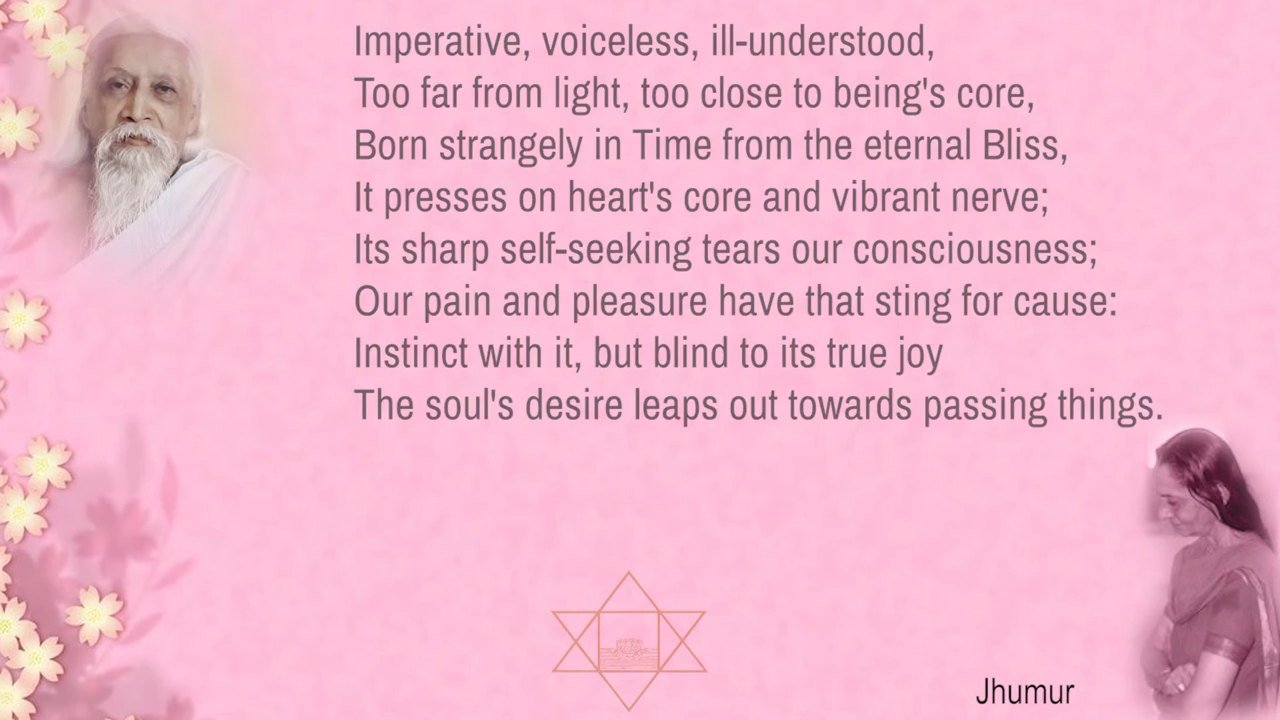 Imperative, voiceless, ill-understood,
Too far from light, too close to being's core,
Born strangely in Time from the eternal Bliss,
It presses on heart's core and vibrant nerve;
Its sharp self-seeking tears our consciousness;
Our pain and pleasure have that sting for cause:
Instinct with it, but blind to its true joy
The soul's desire leaps out towards passing things.
Jhumur